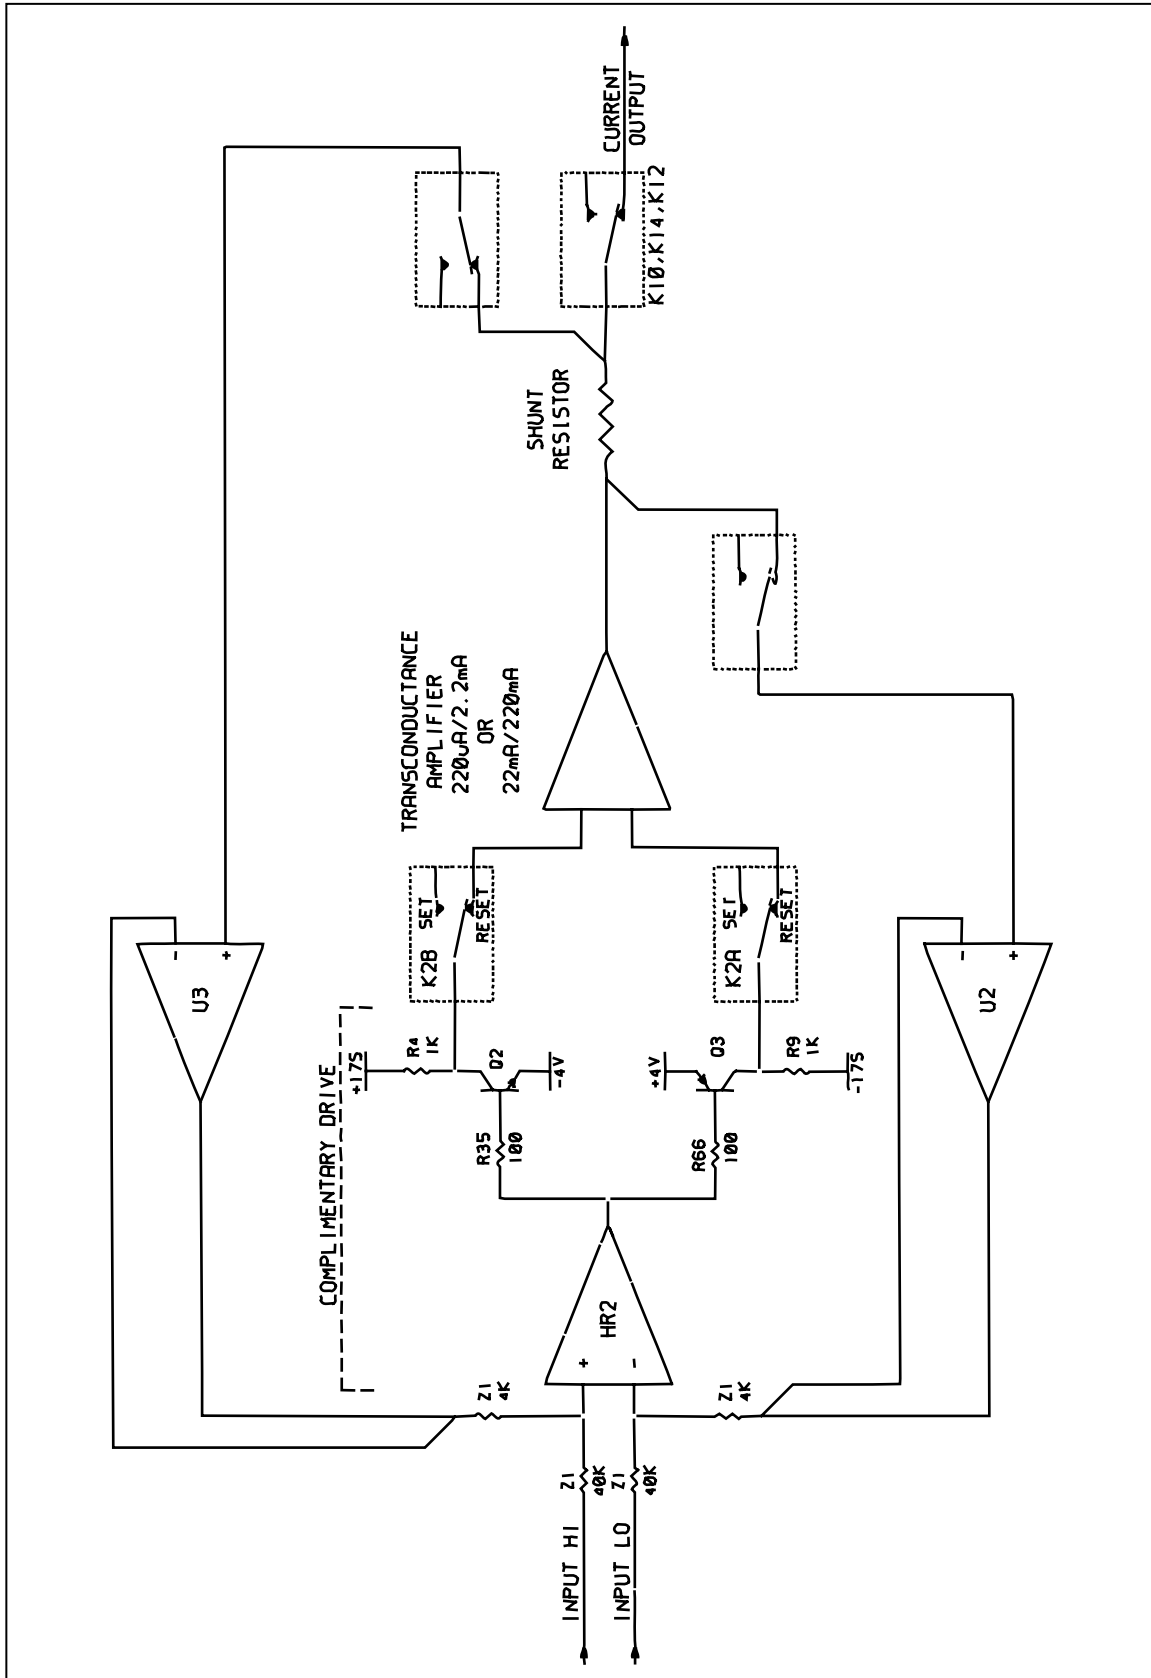 CURRENT
OUTPUT
K10,K14,K12
SHUNT
RESISTOR
TRANSCONDUCTANCE
AMPLIFIER
220uA/2.2mA
OR
22mA/220mA
U3
-
+
K2B
SET
RESET
K2A
SET
RESET
U2
-
+
COMPLIMENTARY DRIVE
+17S
R4
1K
Q2
-4V
R35
100
+4V
Q3
R9
1K
-17S
R66
100
HR2
+
-
Z1
4K
Z1
4K
Z1
40K
Z1
40K
INPUT HI
INPUT LO